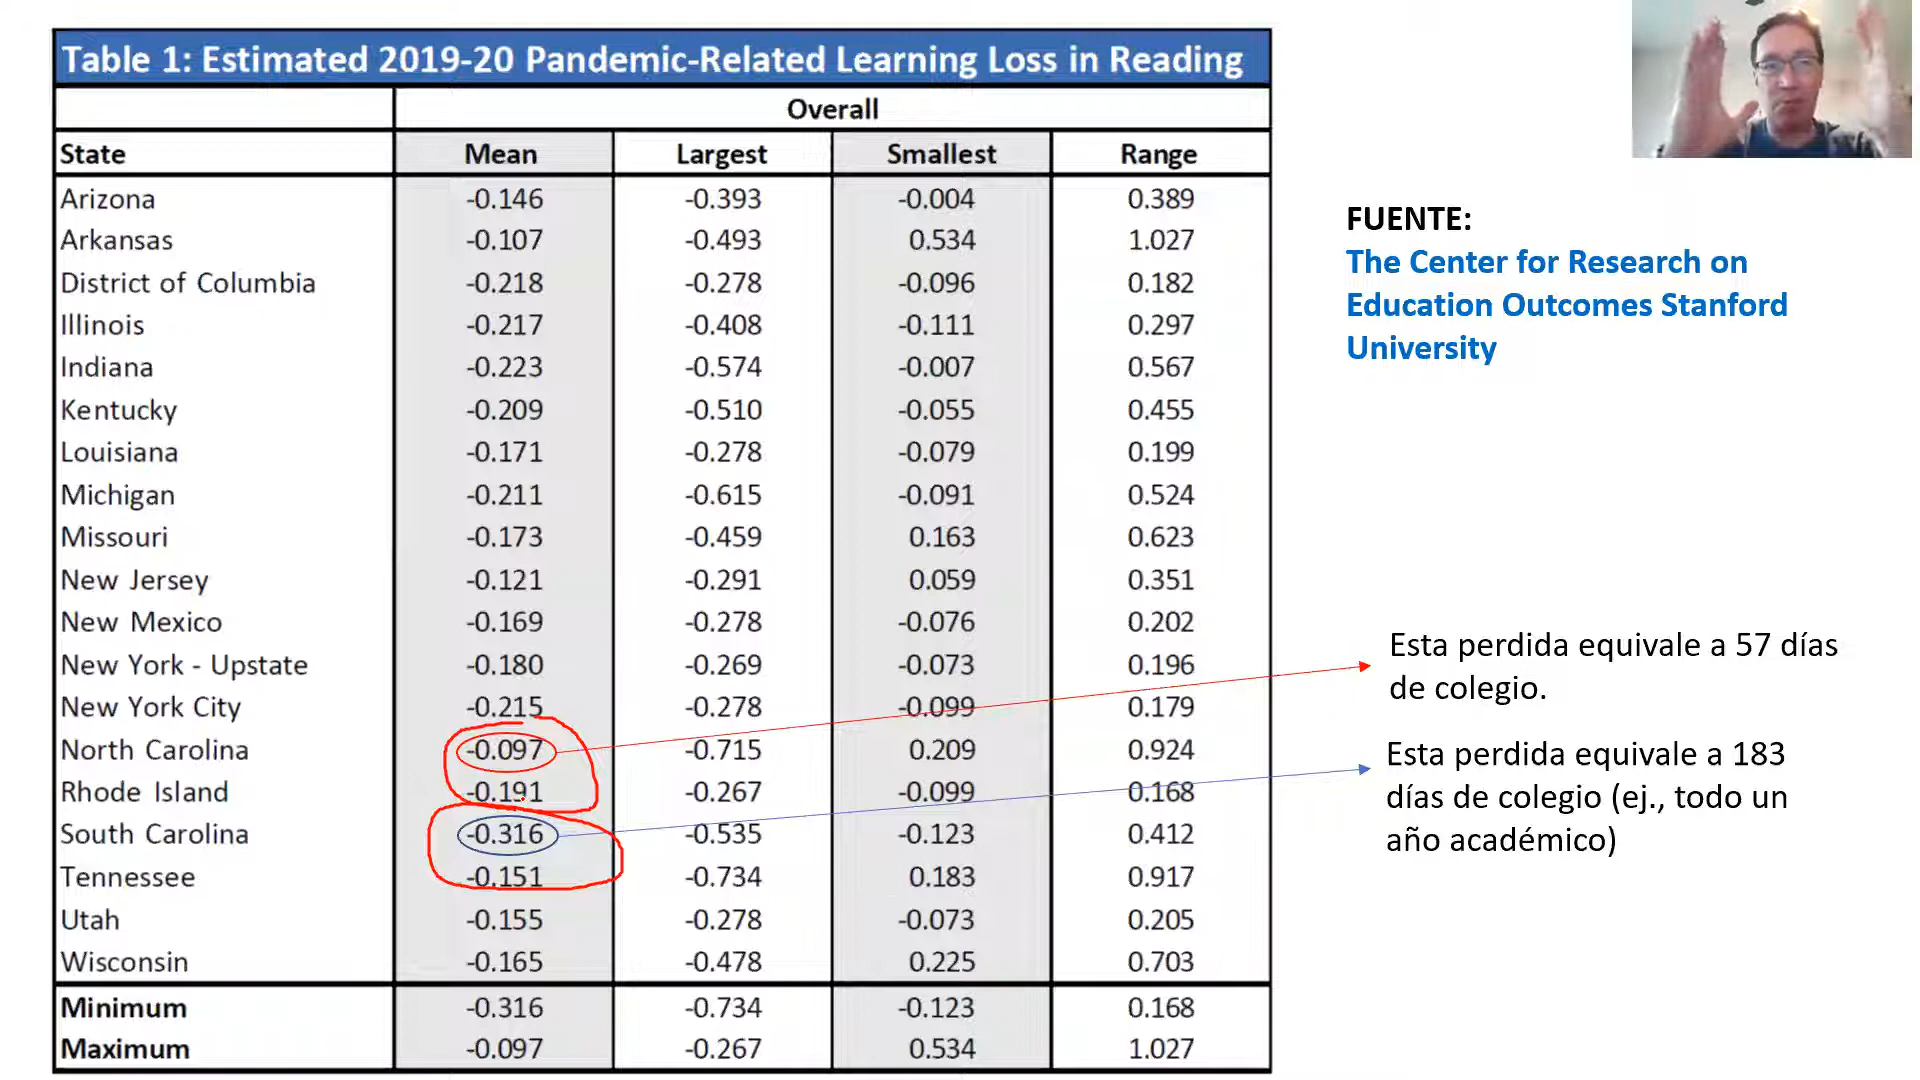 Table 1: Estimated 2019-20 Pandemic-Related Learning Loss in Reading
Overall
State Mean Largest Smallest Range
Arizona -0.146 -0.393 -0.004 0.389
Arkansas -0.107 -0.493 0.534 1.027
District of Columbia -0.218 -0.278 -0.096 0.182
Illinois -0.217 -0.408 -0.111 0.297
Indiana -0.223 -0.574 -0.007 0.567
Kentucky -0.209 -0.510 -0.055 0.455
Louisiana -0.171 -0.278 -0.079 0.199
Michigan -0.211 -0.615 -0.091 0.524
Missouri -0.173 -0.459 0.163 0.623
New Jersey -0.121 -0.291 0.059 0.351
New Mexico -0.169 -0.278 -0.076 0.202
New York - Upstate -0.180 -0.269 -0.073 0.196
New York City -0.215 -0.278 -0.099 0.179
North Carolina -0.097 -0.715 0.209 0.924
Rhode Island -0.191 -0.267 -0.099 0.168
South Carolina -0.316 -0.535 -0.123 0.412
Tennessee -0.151 -0.734 0.183 0.917
Utah -0.155 -0.278 -0.073 0.205
Wisconsin -0.165 -0.478 0.225 0.703
Minimum -0.316 -0.734 -0.123 0.168
Maximum -0.097 -0.267 0.534 1.027
FUENTE:
The Center for Research on
Education Outcomes Stanford
University
Esta perdida equivale a 57 días
de colegio.
Esta perdida equivale a 183
días de colegio (ej., todo un
año académico)